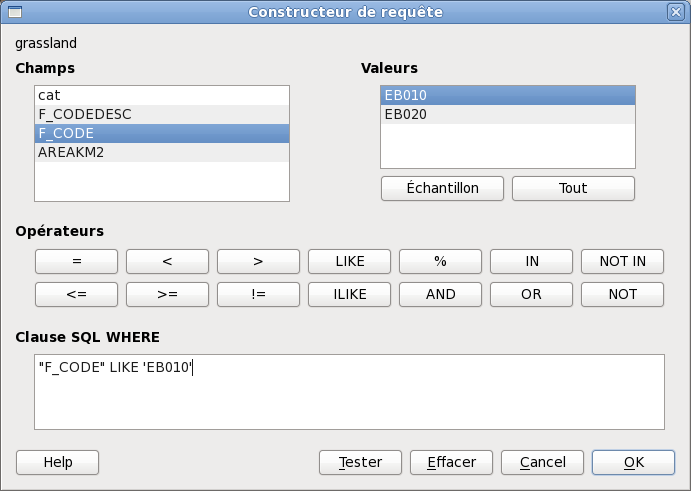 Constructeur de requête
grassland
Champs
cat
F_CODEDESC
F_CODE
AREAKM2
Valeurs
EB010
EB020
Échantillon Tout
Opérateurs
= < > LIKE % IN NOT IN
<= >= != ILIKE AND OR NOT
Clause SQL WHERE
"F_CODE" LIKE 'EB010'
Help Tester Effacer Cancel OK